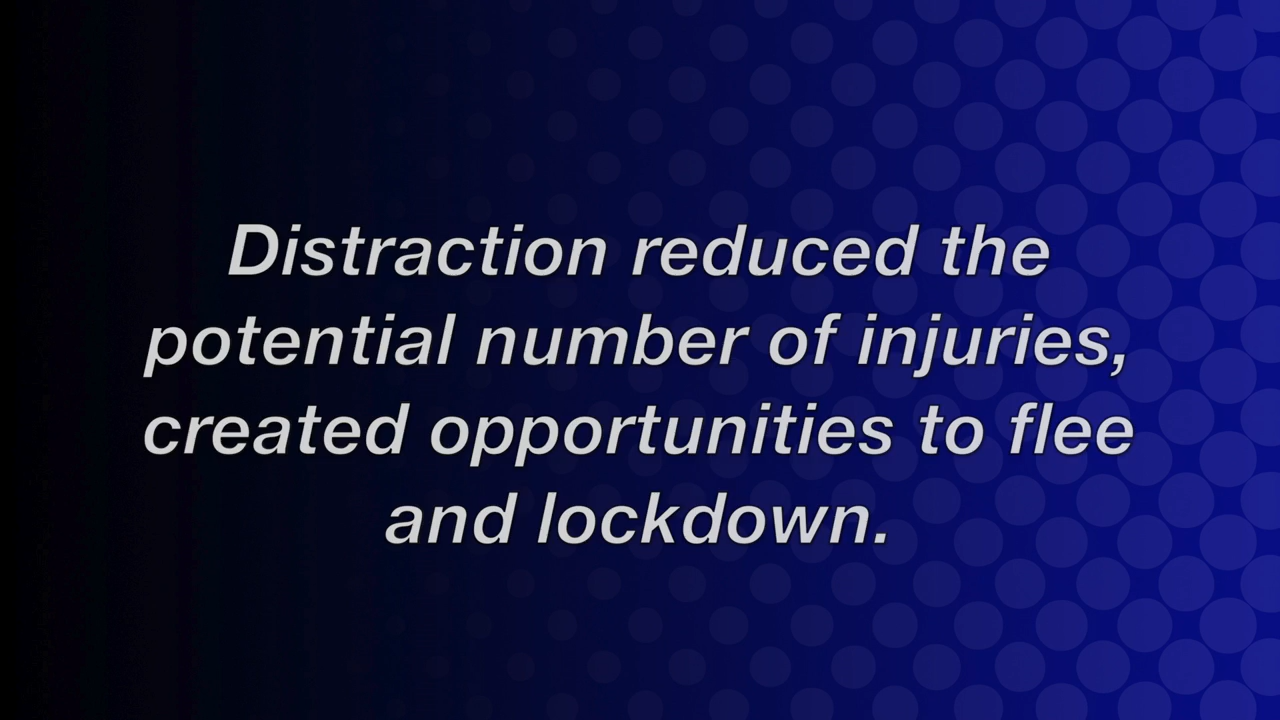 Distraction reduced the
potential number of injuries,
created opportunities to flee
and lockdown.